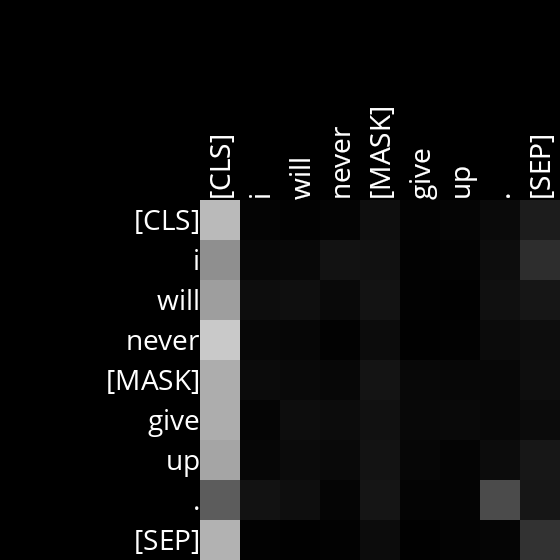 [CLS] i will never [MASK] give up . [SEP]
[CLS]
i
will
never
[MASK]
give
up
.
[SEP]